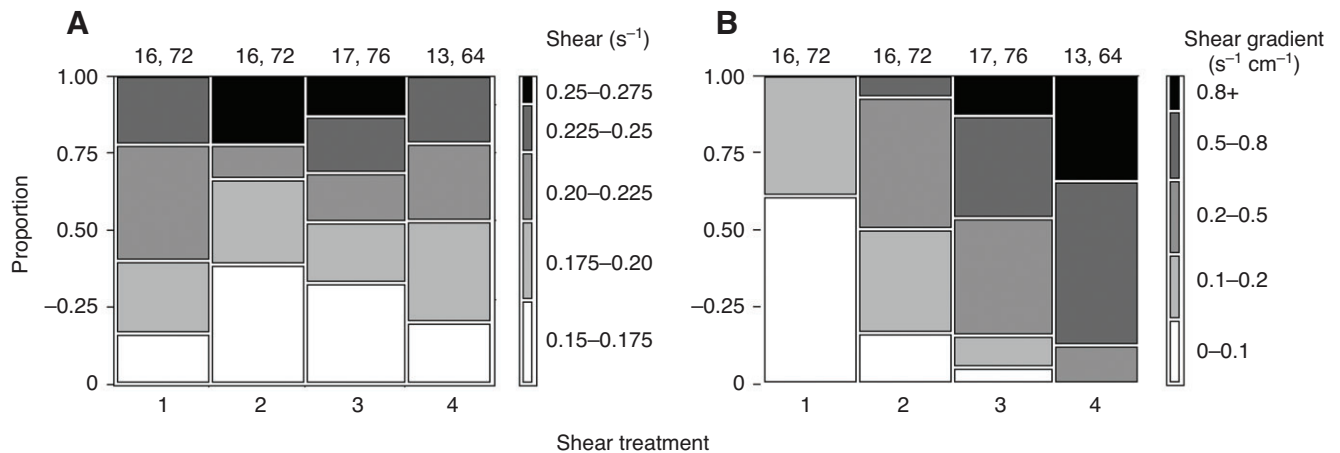 A
16, 72 16, 72 17, 76 13, 64
Shear (s–1)
1.00
0.75
0.50
–0.25
0
Proportion
0.25–0.275
0.225–0.25
0.20–0.225
0.175–0.20
0.15–0.175
1 2 3 4
B
16, 72 16, 72 17, 76 13, 64
Shear gradient
(s–1 cm–1)
1.00
0.75
0.50
–0.25
0
0.8+
0.5–0.8
0.2–0.5
0.1–0.2
0–0.1
1 2 3 4
Shear treatment